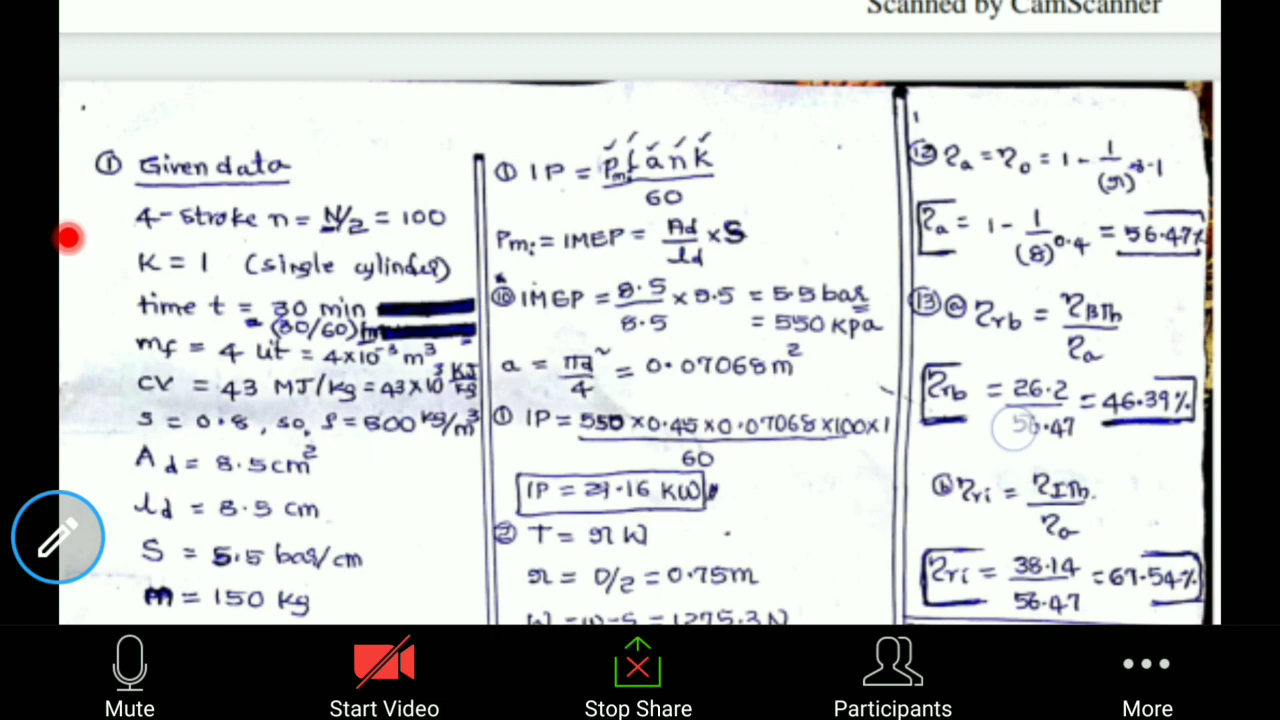 Scanned by CamScanner
① Given data
4-stroke n = N/2 = 100
K = 1 (single cylinder)
time t = 30 min
= (30/60)
mf = 4 lit = 4×10⁻³ m³
CV = 43 MJ/kg = 43×10³ KJ/kg
S = 0.8, so, ρ = 800 kg/m³
Ad = 8.5cm²
ld = 8.5 cm
S = 5.5 bar/cm
m = 150 kg
① IP = Pmi l a n k / 60
Pmi = IMEP = Ad/ld × S
⑩ IMEP = 8.5/8.5 × 5.5 = 5.5 bar
= 550 kpa
a = πd²/4 = 0.07068 m²
① IP = 550 × 0.45 × 0.07068 × 100 × 1 / 60
IP = 29.16 KW
② T = r W
r = D/2 = 0.75m
W = W-S = 1275.3 N
⑫ ηa = ηo = 1 - 1/(r)^γ-1
ηa = 1 - 1/(8)^0.4 = 56.47%
⑬ ⓐ ηrb = ηBTh/ηa
ηrb = 26.2/56.47 = 46.39%
ⓑ ηri = ηITh/ηa
ηri = 38.14/56.47 = 67.54%
Mute
Start Video
Stop Share
Participants
More